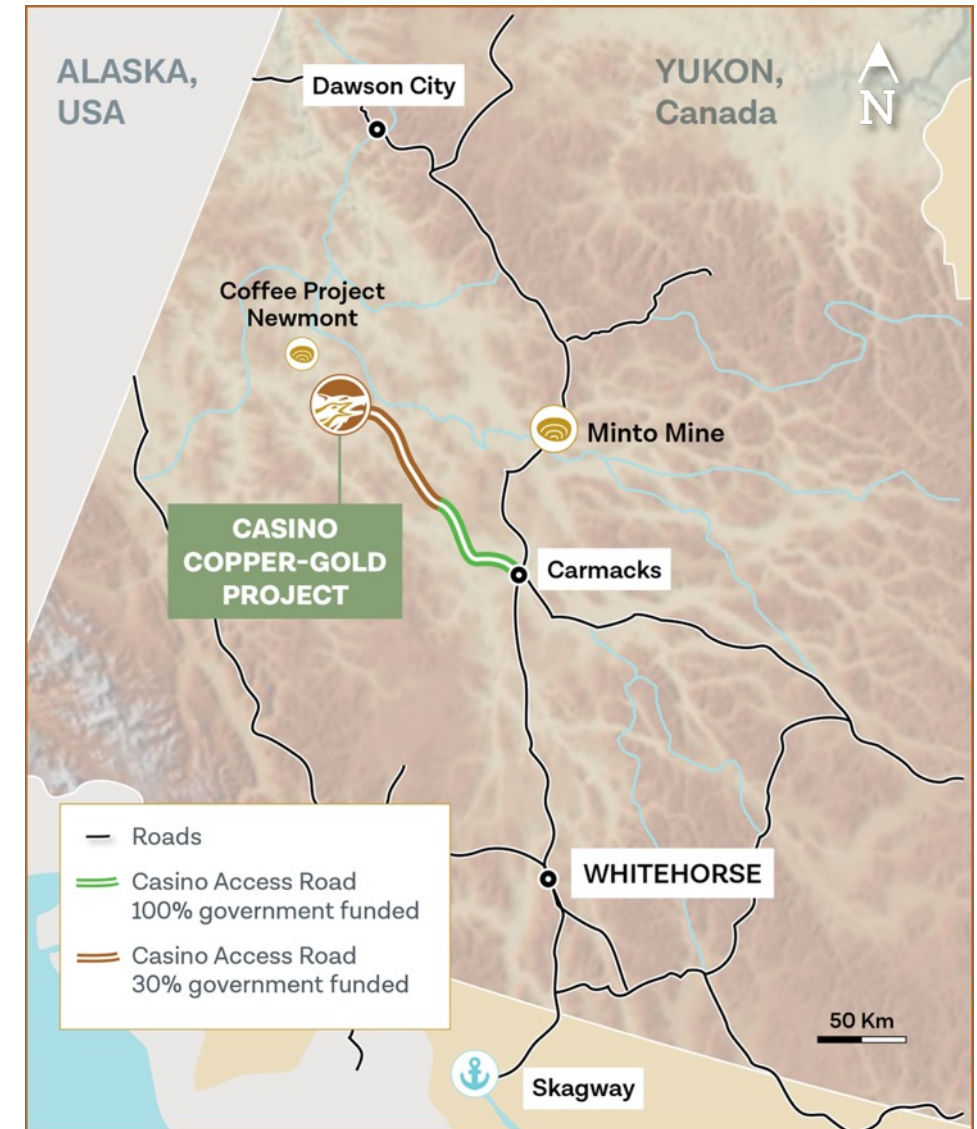 ALASKA,
USA
YUKON,
Canada
N
Dawson City
Coffee Project
Newmont
Minto Mine
CASINO
COPPER-GOLD
PROJECT
Carmacks
Roads
Casino Access Road
100% government funded
Casino Access Road
30% government funded
WHITEHORSE
50 Km
Skagway